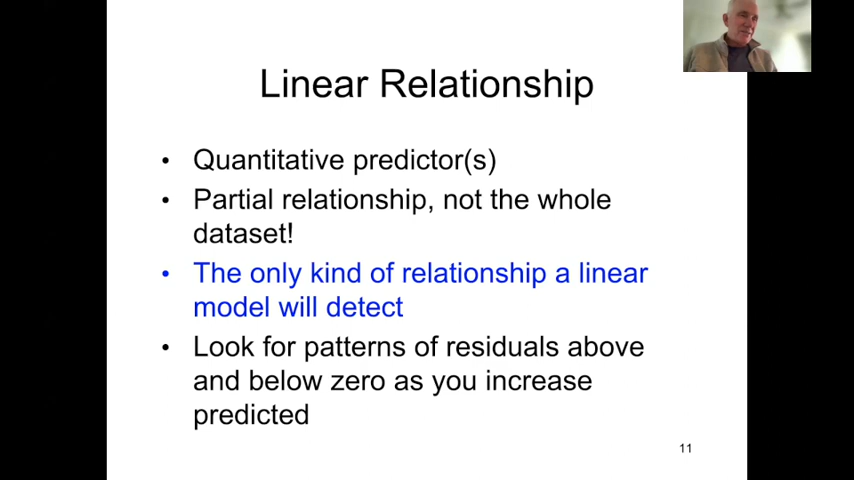 Linear Relationship
• Quantitative predictor(s)
• Partial relationship, not the whole
dataset!
• The only kind of relationship a linear
model will detect
• Look for patterns of residuals above
and below zero as you increase
predicted
11